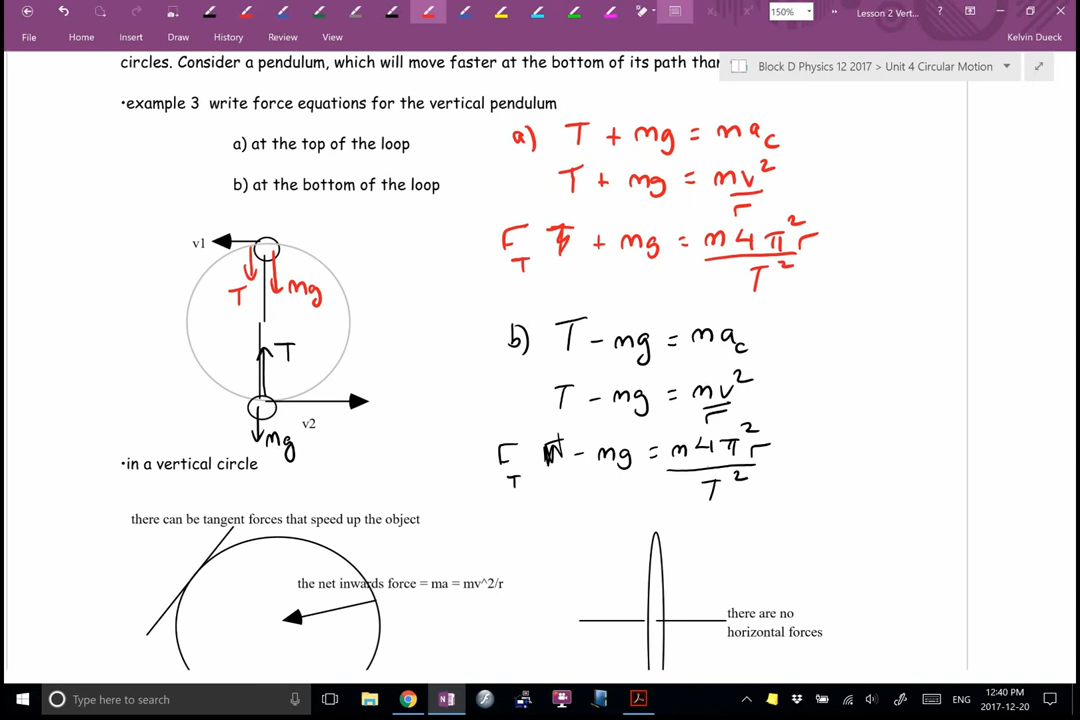 150%
Lesson 2 Vert...
File Home Insert Draw History Review View
Kelvin Dueck
circles. Consider a pendulum, which will move faster at the bottom of its path than
Block D Physics 12 2017 > Unit 4 Circular Motion
•example 3 write force equations for the vertical pendulum
a) at the top of the loop
b) at the bottom of the loop
a) T + mg = ma_c
T + mg = mv²/r
F_T + mg = m4π²r/T²
v1
T
mg
T
v2
mg
b) T - mg = ma_c
T - mg = mv²/r
F_T - mg = m4π²r/T²
•in a vertical circle
there can be tangent forces that speed up the object
the net inwards force = ma = mv^2/r
there are no
horizontal forces
Type here to search
ENG
12:40 PM
2017-12-20